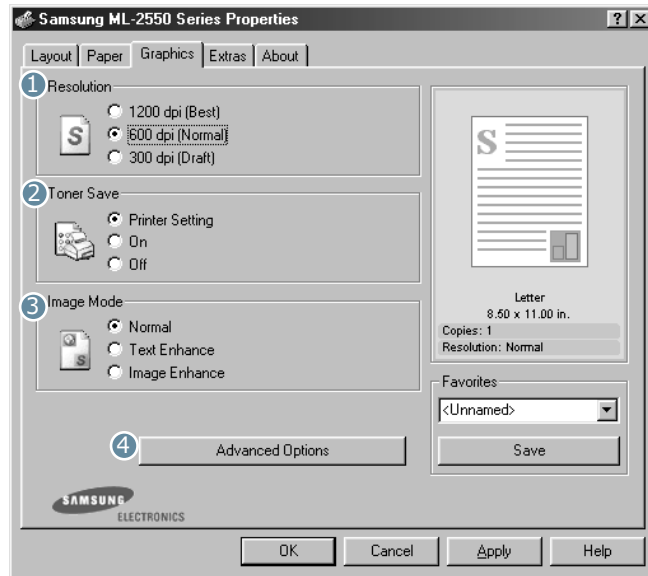 Samsung ML-2550 Series Properties
Layout Paper Graphics Extras About
1 Resolution
1200 dpi (Best)
S
600 dpi (Normal)
300 dpi (Draft)
2 Toner Save
Printer Setting
On
Off
3 Image Mode
Normal
S
Text Enhance
Image Enhance
4 Advanced Options
S
Letter
8.50 x 11.00 in.
Copies: 1
Resolution: Normal
Favorites
<Unnamed>
Save
SAMSUNG
ELECTRONICS
OK Cancel Apply Help